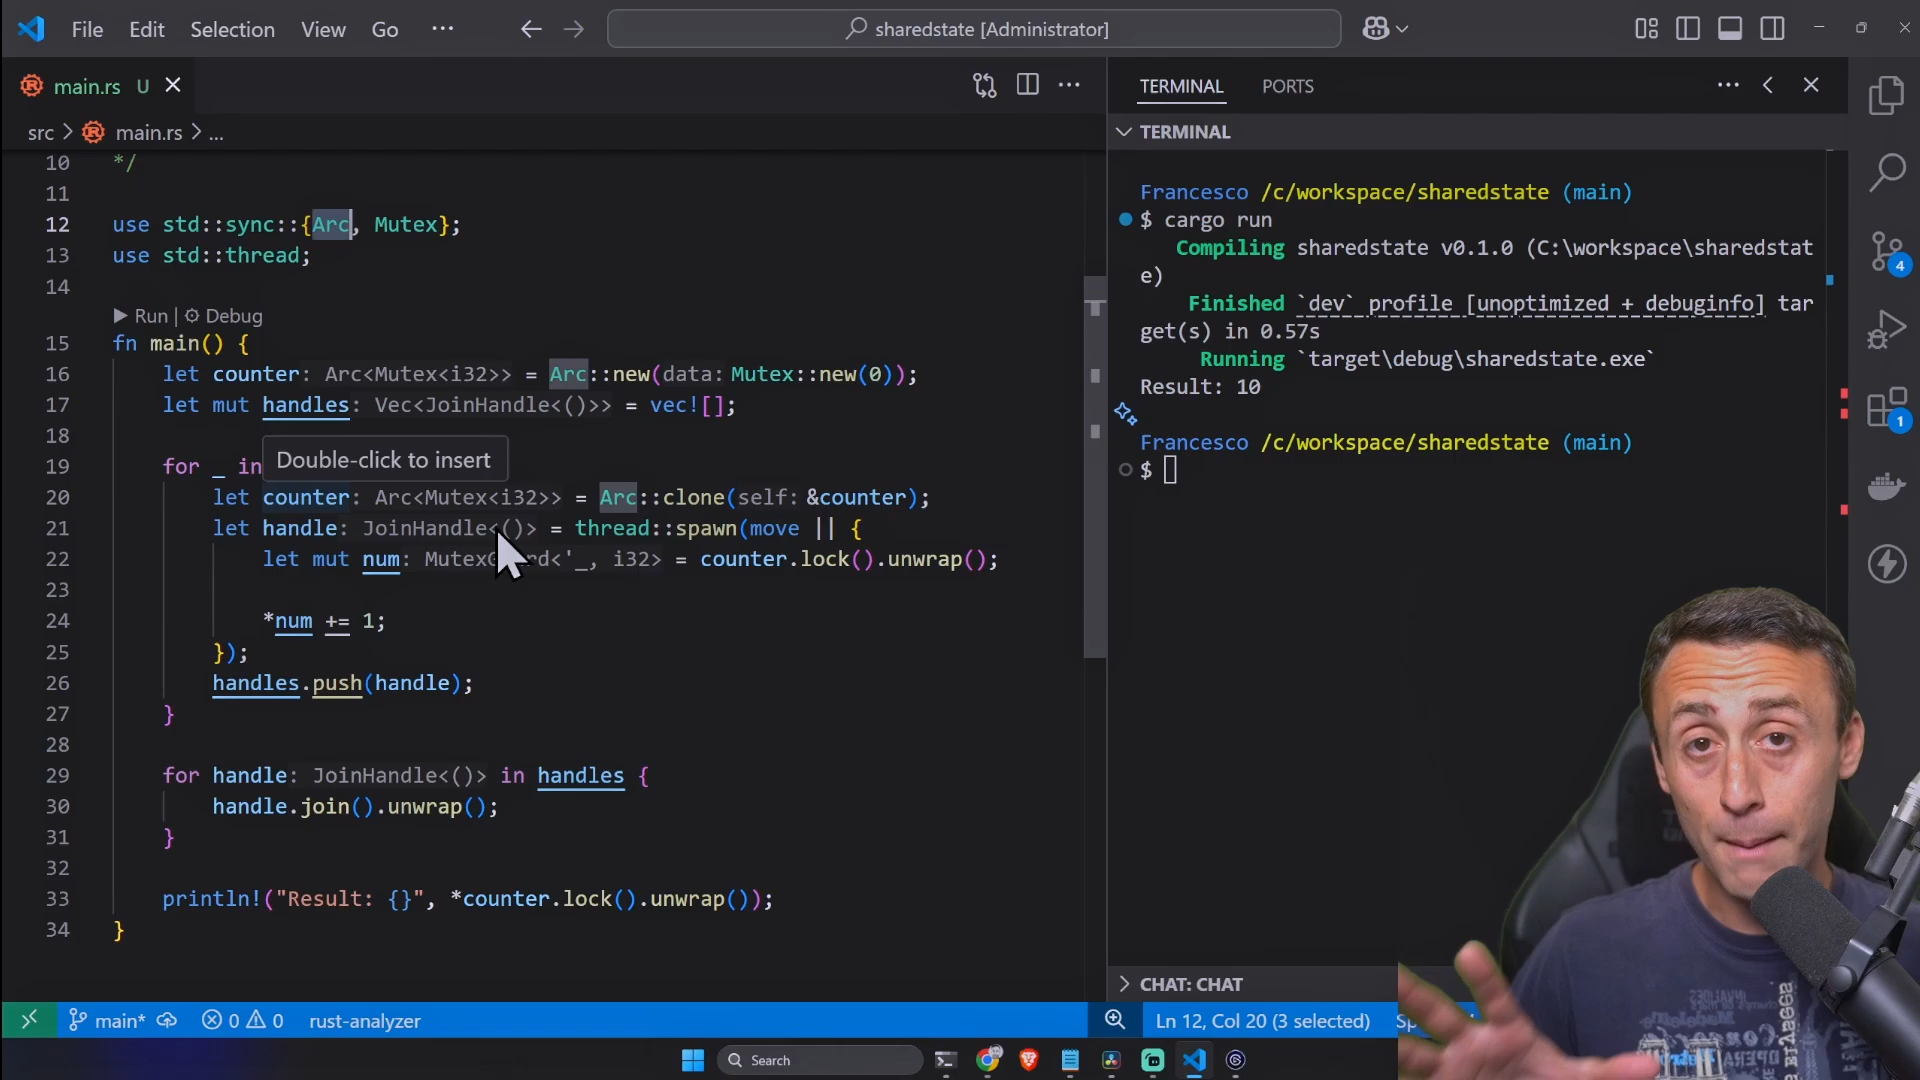 File Edit Selection View Go ... sharedstate [Administrator]
main.rs U
TERMINAL PORTS
src > main.rs > ...
TERMINAL
10 */
11
12 use std::sync::{Arc, Mutex};
13 use std::thread;
14
Run | Debug
15 fn main() {
16 let counter: Arc<Mutex<i32>> = Arc::new(data: Mutex::new(0));
17 let mut handles: Vec<JoinHandle<()>> = vec![];
18
Double-click to insert
19 for _ in
20 let counter: Arc<Mutex<i32>> = Arc::clone(self: &counter);
21 let handle: JoinHandle<()> = thread::spawn(move || {
22 let mut num: '_, i32> = counter.lock().unwrap();
23
24 *num += 1;
25 });
26 handles.push(handle);
27 }
28
29 for handle: JoinHandle<()> in handles {
30 handle.join().unwrap();
31 }
32
33 println!("Result: {}", *counter.lock().unwrap());
34 }
Francesco /c/workspace/sharedstate (main)
$ cargo run
Compiling sharedstate v0.1.0 (C:\workspace\sharedstat
e)
Finished `dev` profile [unoptimized + debuginfo] tar
get(s) in 0.57s
Running `target\debug\sharedstate.exe`
Result: 10
Francesco /c/workspace/sharedstate (main)
$
4
1
CHAT: CHAT
main* 0 0 rust-analyzer
Ln 12, Col 20 (3 selected)
Search